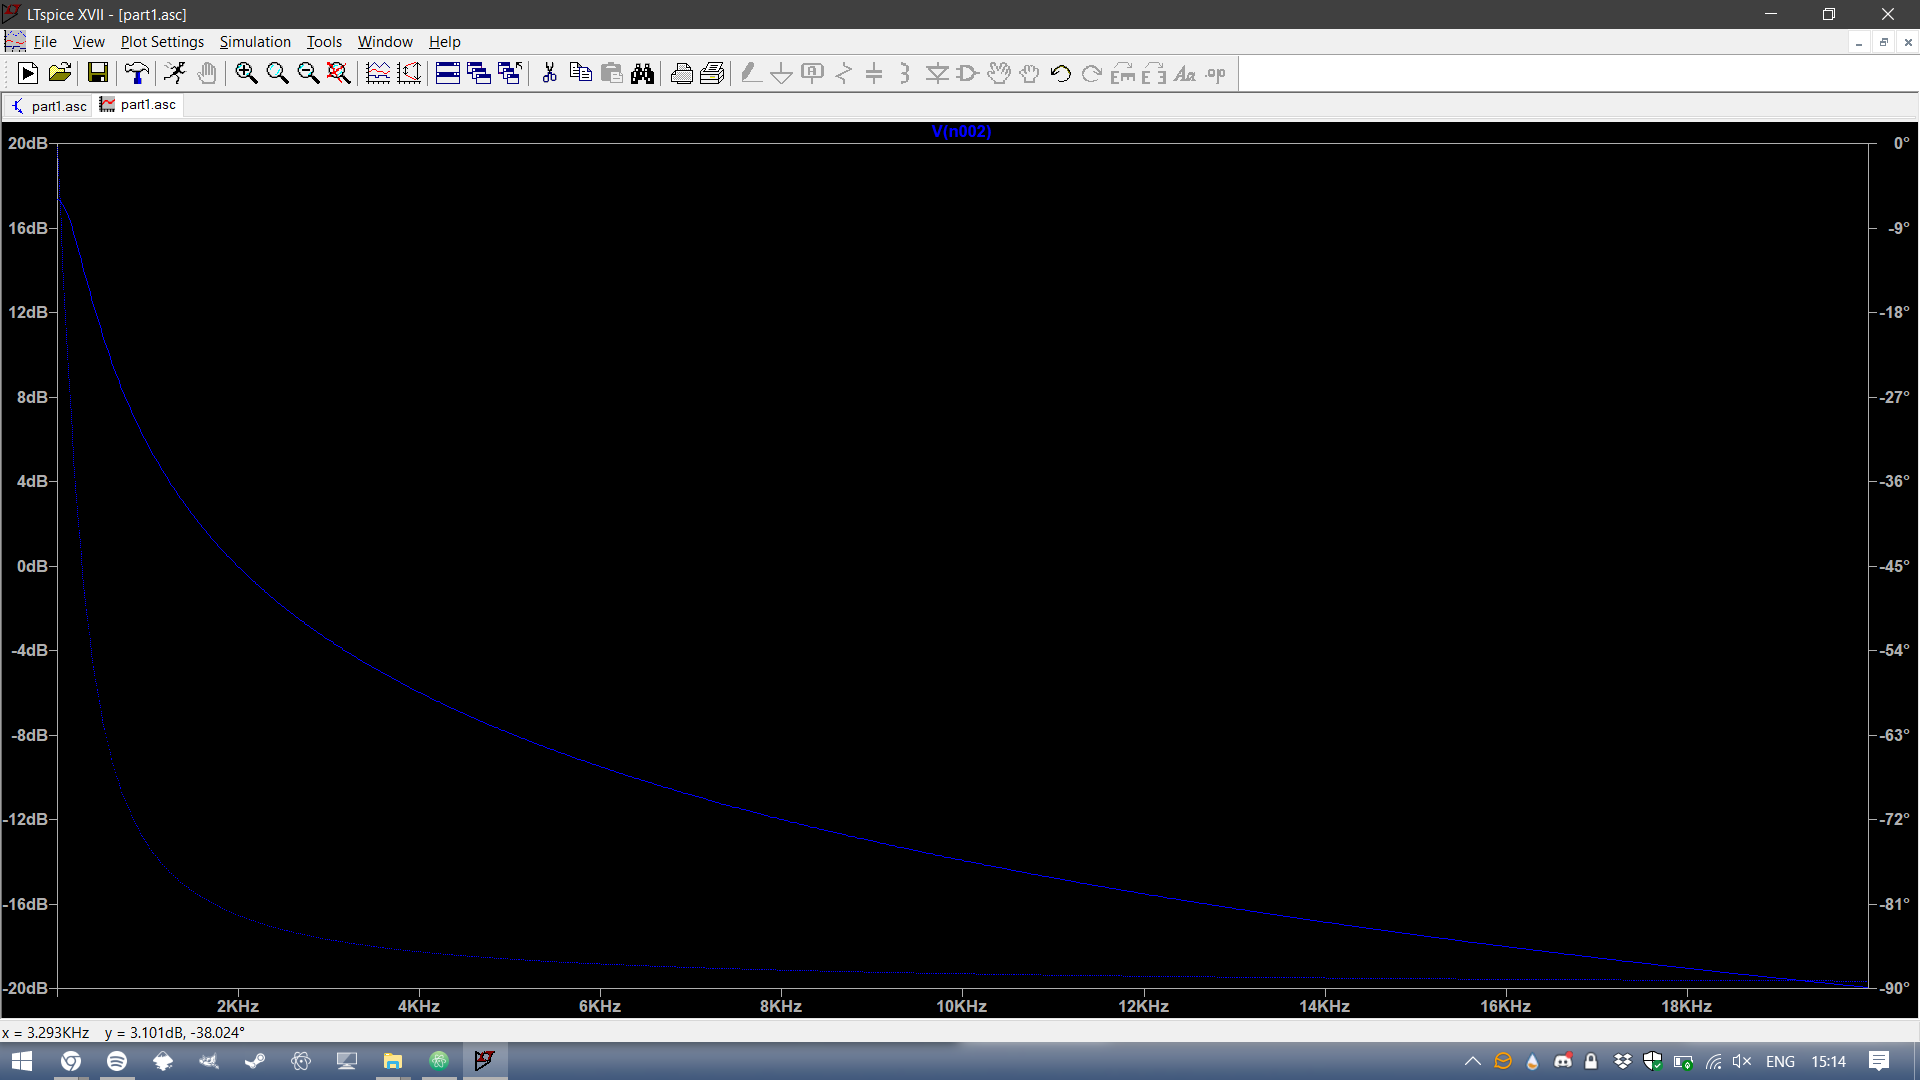 LTspice XVII - [part1.asc]
File View Plot Settings Simulation Tools Window Help
part1.asc part1.asc
V(n002)
20dB 0°
16dB -9°
12dB -18°
8dB -27°
4dB -36°
0dB -45°
-4dB -54°
-8dB -63°
-12dB -72°
-16dB -81°
-20dB -90°
2KHz 4KHz 6KHz 8KHz 10KHz 12KHz 14KHz 16KHz 18KHz
x = 3.293KHz y = 3.101dB, -38.024°
ENG 15:14